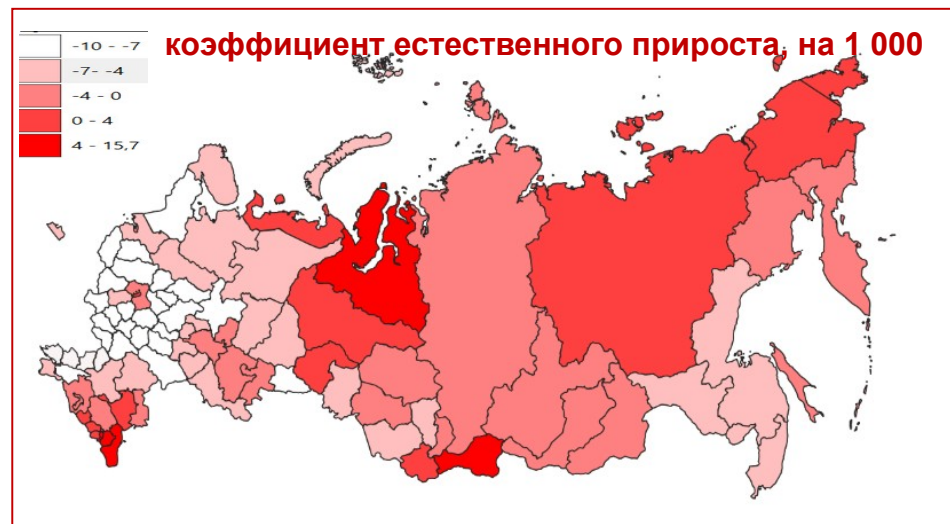 коэффициент естественного прироста, на 1 000
-10 - -7
-7- -4
-4 - 0
0 - 4
4 - 15,7